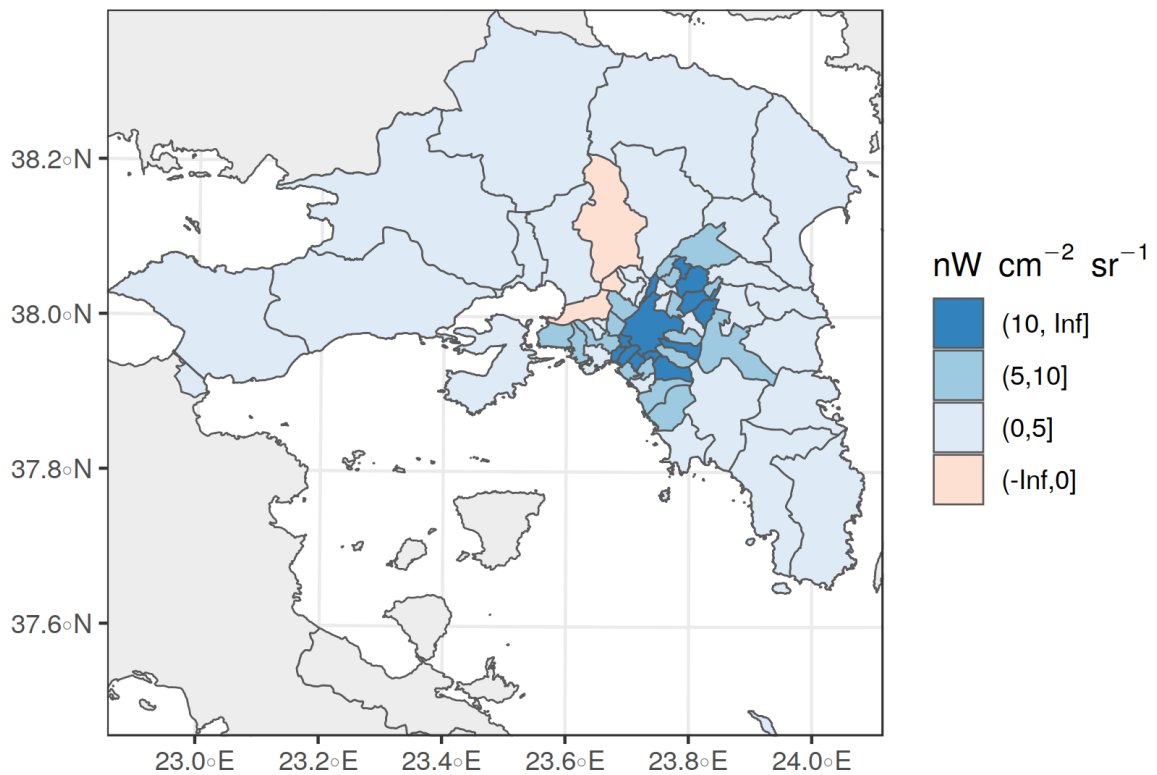 38.2°N
38.0°N
37.8°N
37.6°N
23.0°E 23.2°E 23.4°E 23.6°E 23.8°E 24.0°E
nW cm⁻² sr⁻¹
(10, Inf]
(5,10]
(0,5]
(-Inf,0]